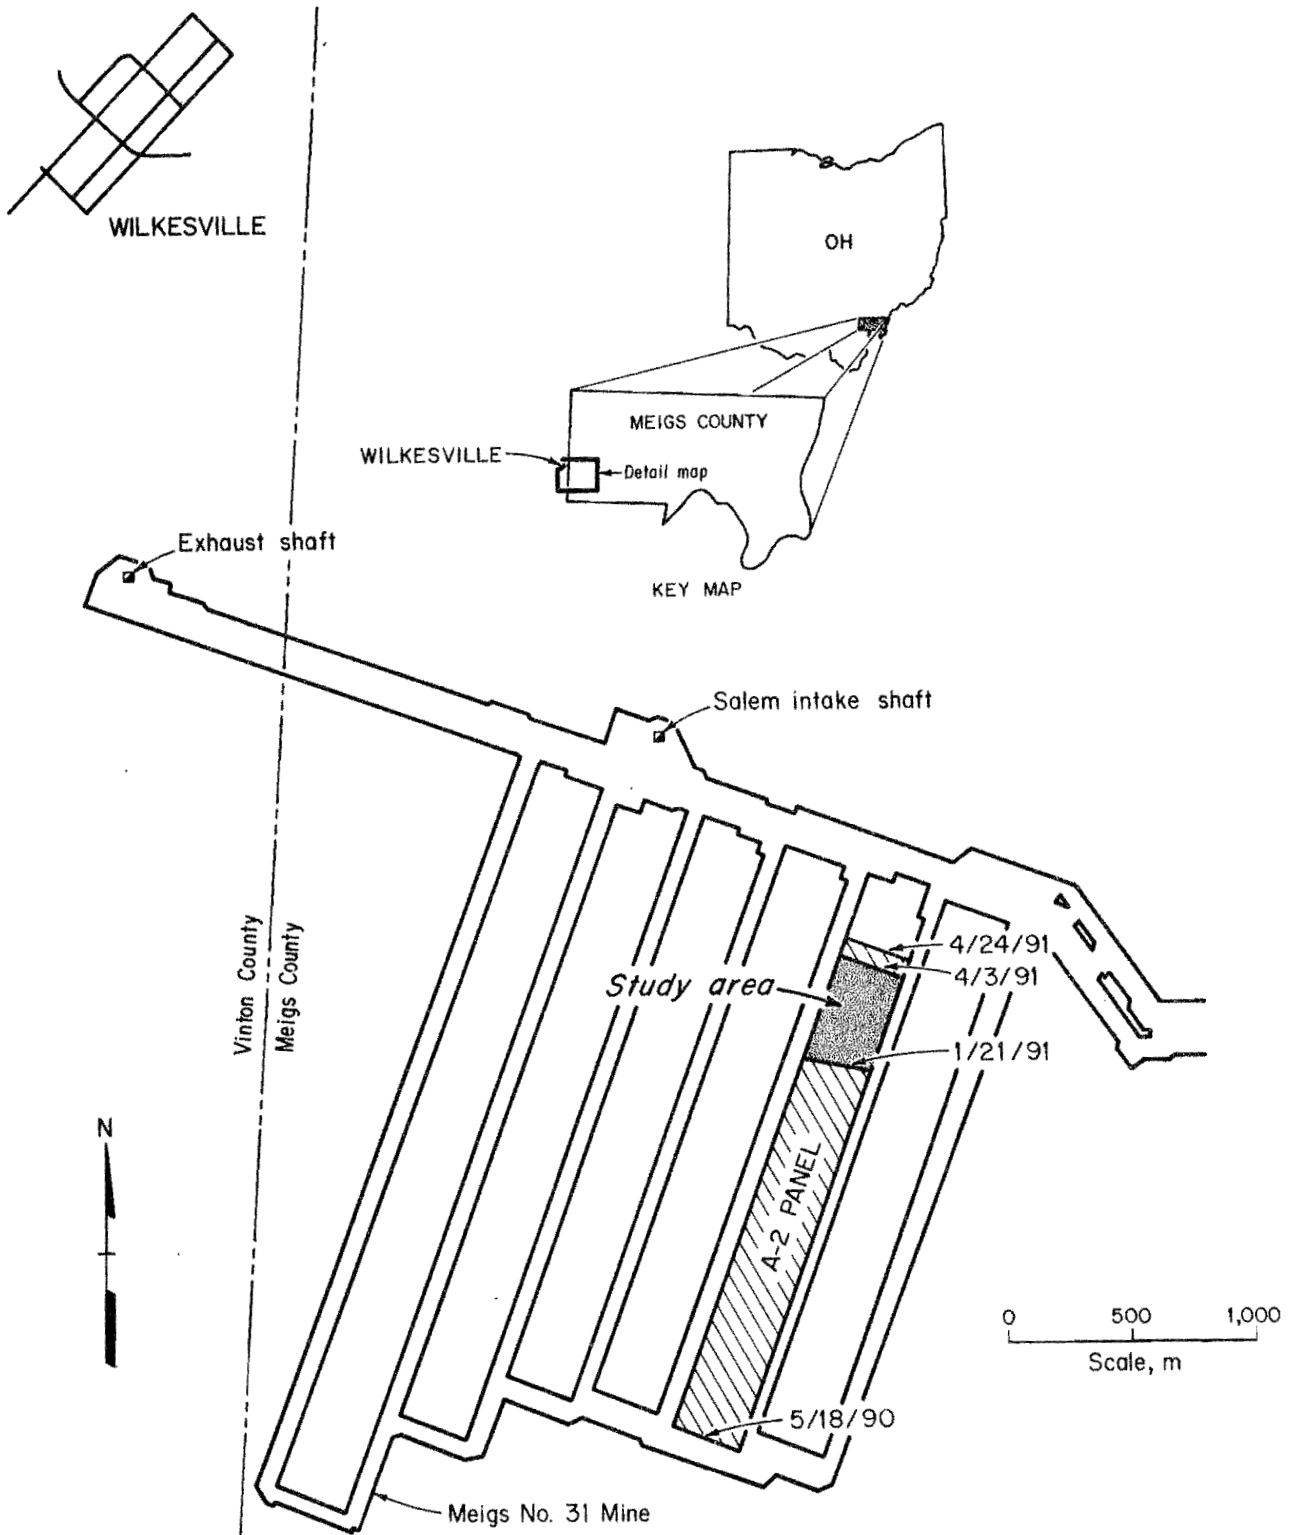 WILKESVILLE
OH
MEIGS COUNTY
WILKESVILLE
Detail map
KEY MAP
Exhaust shaft
Salem intake shaft
Vinton County
Meigs County
4/24/91
4/3/91
Study area
1/21/91
N
A-2 PANEL
0 500 1,000
Scale, m
5/18/90
Meigs No. 31 Mine